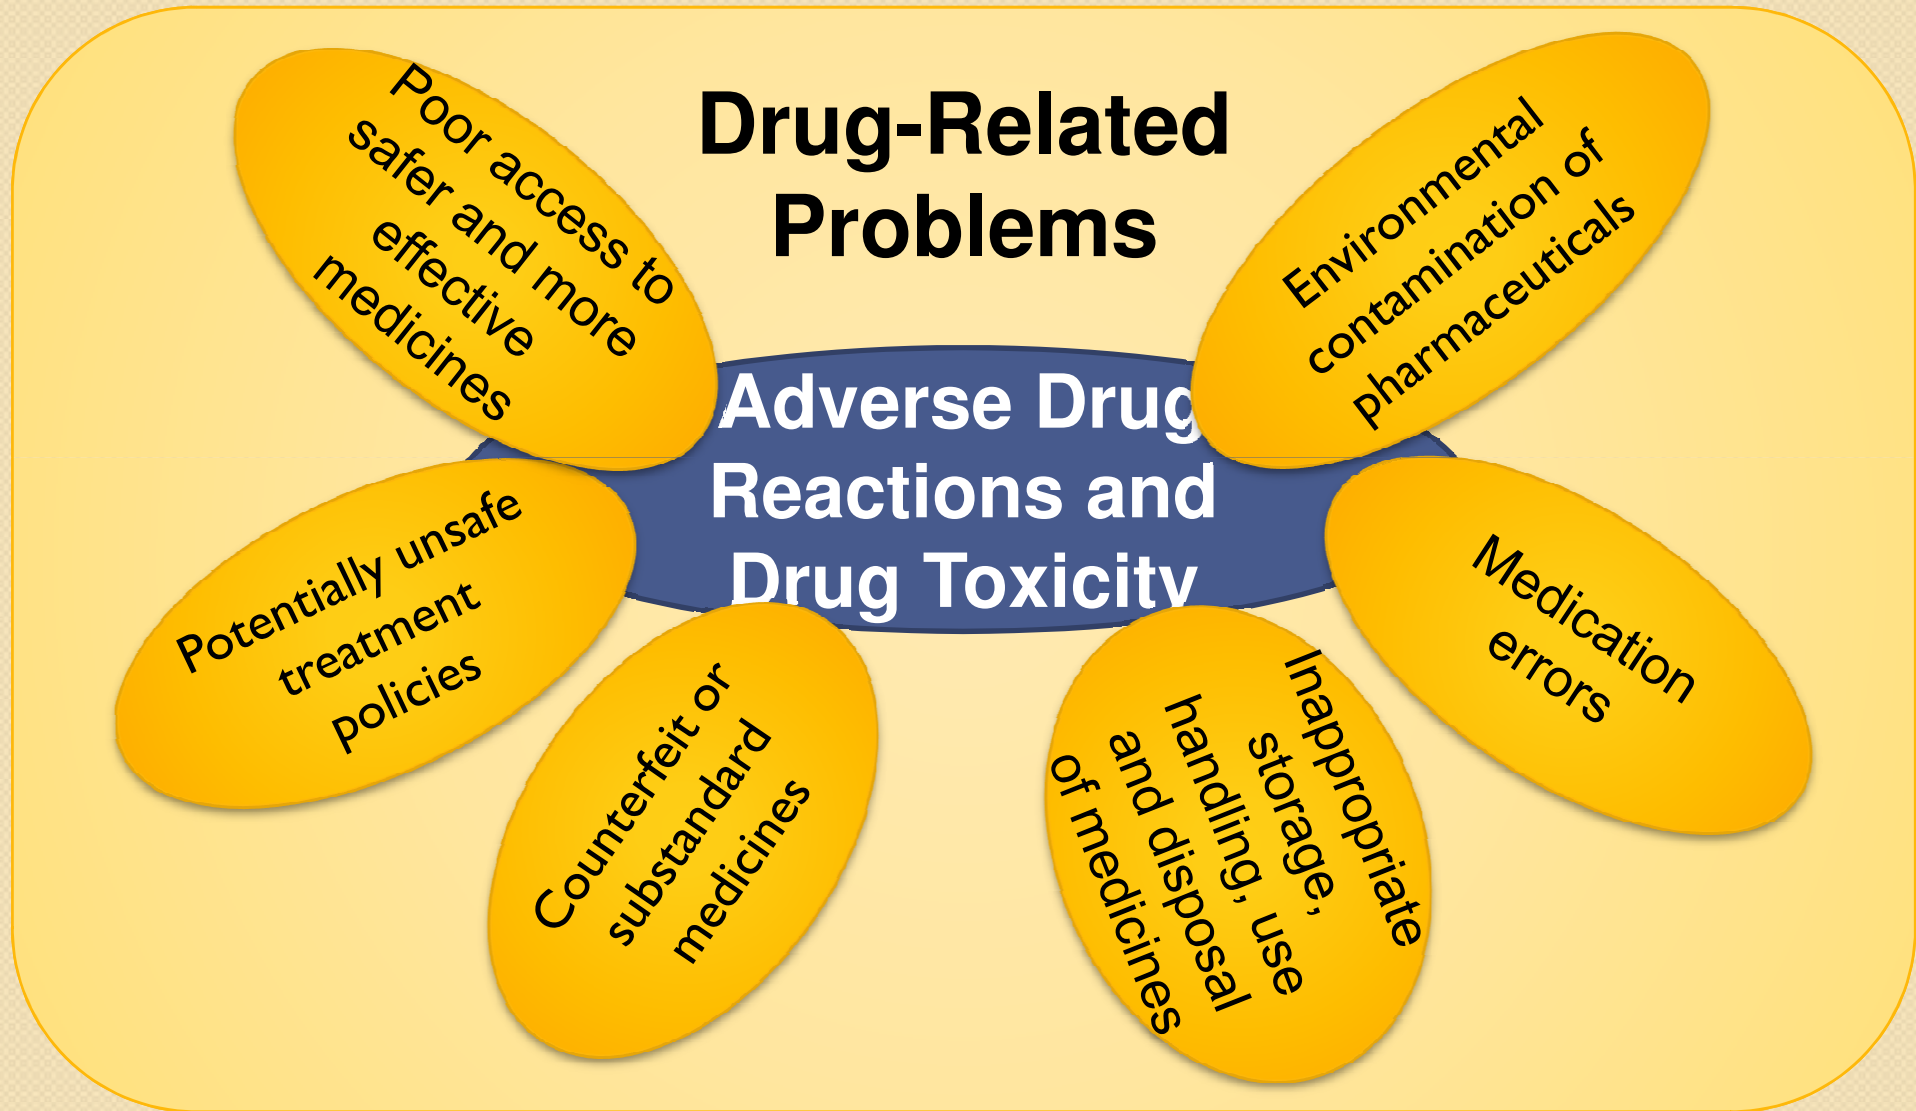 Drug-Related
Problems
Poor access to
safer and more
effective
medicines
Environmental
contamination of
pharmaceuticals
Adverse Drug
Reactions and
Drug Toxicity
Potentially unsafe
treatment
policies
Medication
errors
Counterfeit or
substandard
medicines
Inappropriate
storage,
handling, use
and disposal
of medicines